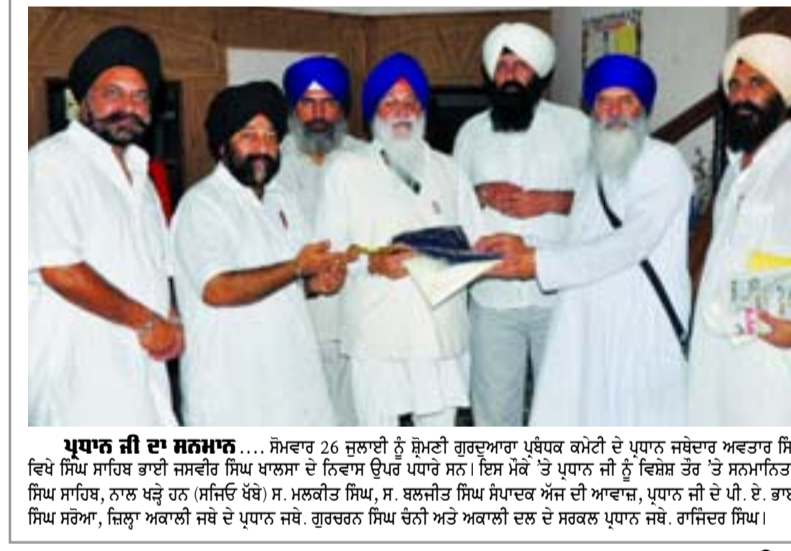 ਪ੍ਰਧਾਨ ਜੀ ਦਾ ਸਨਮਾਨ.... ਸੋਮਵਾਰ 26 ਜੁਲਾਈ ਨੂੰ ਸ਼੍ਰੋਮਣੀ ਗੁਰਦੁਆਰਾ ਪ੍ਰਬੰਧਕ ਕਮੇਟੀ ਦੇ ਪ੍ਰਧਾਨ ਜਥੇਦਾਰ ਅਵਤਾਰ
ਵਿਖੇ ਸਿੰਘ ਸਾਹਿਬ ਭਾਈ ਜਸਵੀਰ ਸਿੰਘ ਖਾਲਸਾ ਦੇ ਨਿਵਾਸ ਉਪਰ ਪਧਾਰੇ ਸਨ। ਇਸ ਮੌਕੇ 'ਤੇ ਪ੍ਰਧਾਨ ਜੀ ਨੂੰ ਵਿਸ਼ੇਸ਼ ਤੌਰ 'ਤੇ ਸਨਮਾਨਿਤ
ਸਿੰਘ ਸਾਹਿਬ, ਨਾਲ ਖੜ੍ਹੇ ਹਨ (ਸਜਿਓ ਖੱਬੇ) ਸ. ਮਲਕੀਤ ਸਿੰਘ, ਸ. ਬਲਜੀਤ ਸਿੰਘ ਸੰਪਾਦਕ ਅੱਜ ਦੀ ਆਵਾਜ਼, ਪ੍ਰਧਾਨ ਜੀ ਦੇ ਪੀ. ਏ.
ਸਿੰਘ ਸਰੋਆ, ਜ਼ਿਲ੍ਹਾ ਅਕਾਲੀ ਜਥੇ ਦੇ ਪ੍ਰਧਾਨ ਜਥੇ. ਗੁਰਚਰਨ ਸਿੰਘ ਚੰਨੀ ਅਤੇ ਅਕਾਲੀ ਦਲ ਦੇ ਸਰਕਲ ਪ੍ਰਧਾਨ ਜਥੇ. ਰਾਜਿੰਦਰ ਸਿੰਘ।